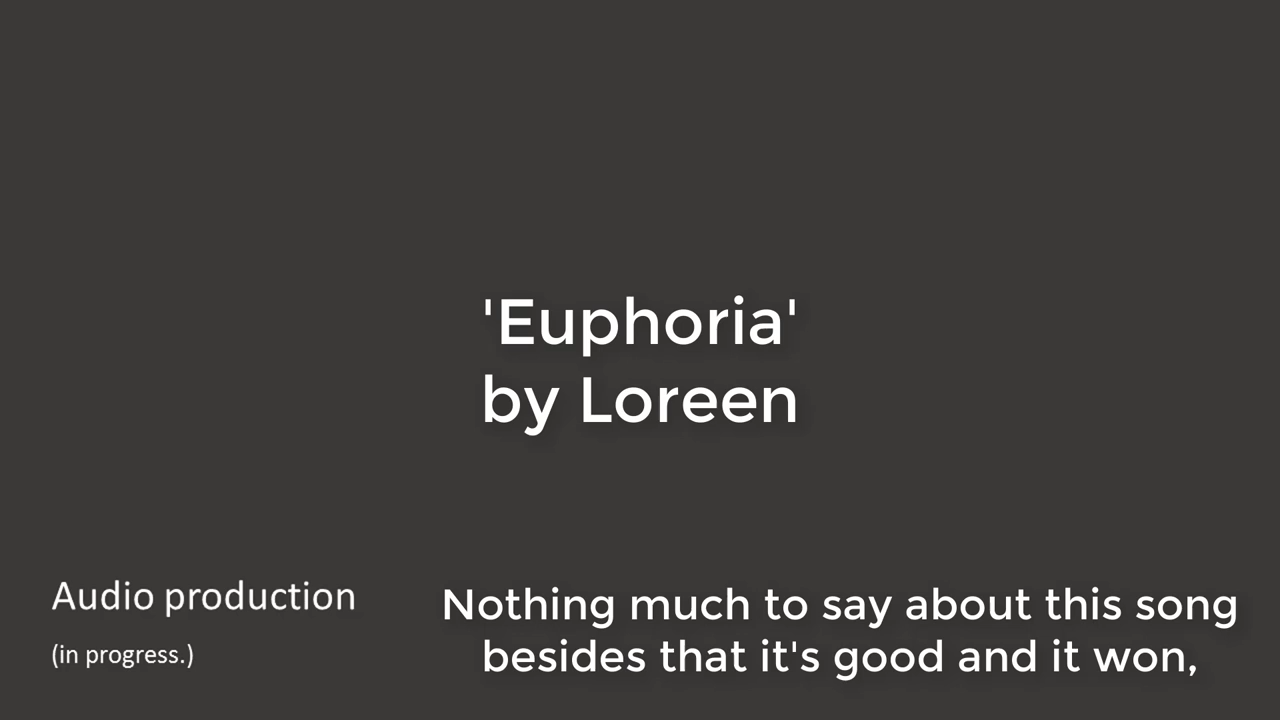 'Euphoria'
by Loreen
Audio production
(in progress.)
Nothing much to say about this song
besides that it's good and it won,